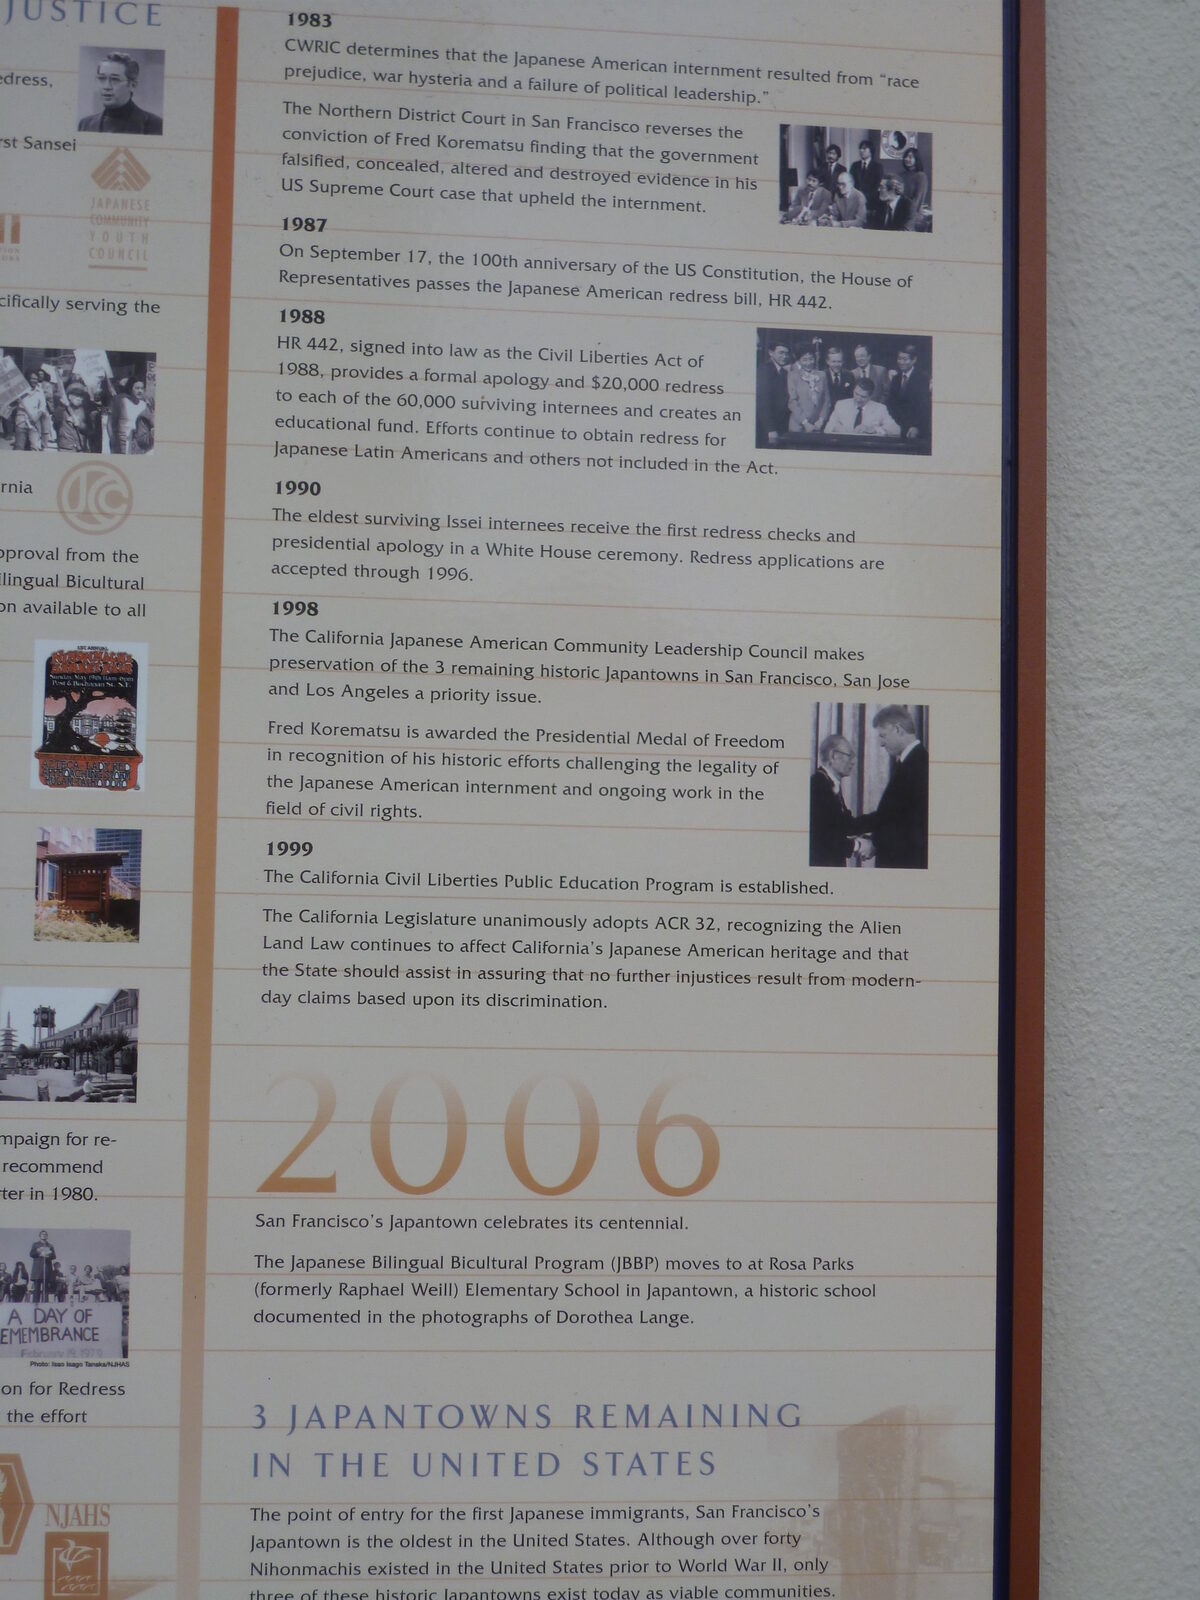 JUSTICE
edress,
rst Sansei
JAPANESE
COMMUNITY
YOUTH
COUNCIL
cifically serving the
rnia
JCC
pproval from the
ilingual Bicultural
on available to all
Sunday May 19th 11am-6pm
Post & Buchanan St. S.F.
mpaign for re-
recommend
rter in 1980.
A DAY OF
EMEMBRANCE
February 19, 1979
Photo: Isso Isago Tanaka/NJHAS
on for Redress
the effort
NJAHS
1983
CWRIC determines that the Japanese American internment resulted from “race
prejudice, war hysteria and a failure of political leadership.”
The Northern District Court in San Francisco reverses the
conviction of Fred Korematsu finding that the government
falsified, concealed, altered and destroyed evidence in his
US Supreme Court case that upheld the internment.
1987
On September 17, the 100th anniversary of the US Constitution, the House of
Representatives passes the Japanese American redress bill, HR 442.
1988
HR 442, signed into law as the Civil Liberties Act of
1988, provides a formal apology and $20,000 redress
to each of the 60,000 surviving internees and creates an
educational fund. Efforts continue to obtain redress for
Japanese Latin Americans and others not included in the Act.
1990
The eldest surviving Issei internees receive the first redress checks and
presidential apology in a White House ceremony. Redress applications are
accepted through 1996.
1998
The California Japanese American Community Leadership Council makes
preservation of the 3 remaining historic Japantowns in San Francisco, San Jose
and Los Angeles a priority issue.
Fred Korematsu is awarded the Presidential Medal of Freedom
in recognition of his historic efforts challenging the legality of
the Japanese American internment and ongoing work in the
field of civil rights.
1999
The California Civil Liberties Public Education Program is established.
The California Legislature unanimously adopts ACR 32, recognizing the Alien
Land Law continues to affect California’s Japanese American heritage and that
the State should assist in assuring that no further injustices result from modern-
day claims based upon its discrimination.
2006
San Francisco’s Japantown celebrates its centennial.
The Japanese Bilingual Bicultural Program (JBBP) moves to at Rosa Parks
(formerly Raphael Weill) Elementary School in Japantown, a historic school
documented in the photographs of Dorothea Lange.
3 JAPANTOWNS REMAINING
IN THE UNITED STATES
The point of entry for the first Japanese immigrants, San Francisco’s
Japantown is the oldest in the United States. Although over forty
Nihonmachis existed in the United States prior to World War II, only
three of these historic Japantowns exist today as viable communities.